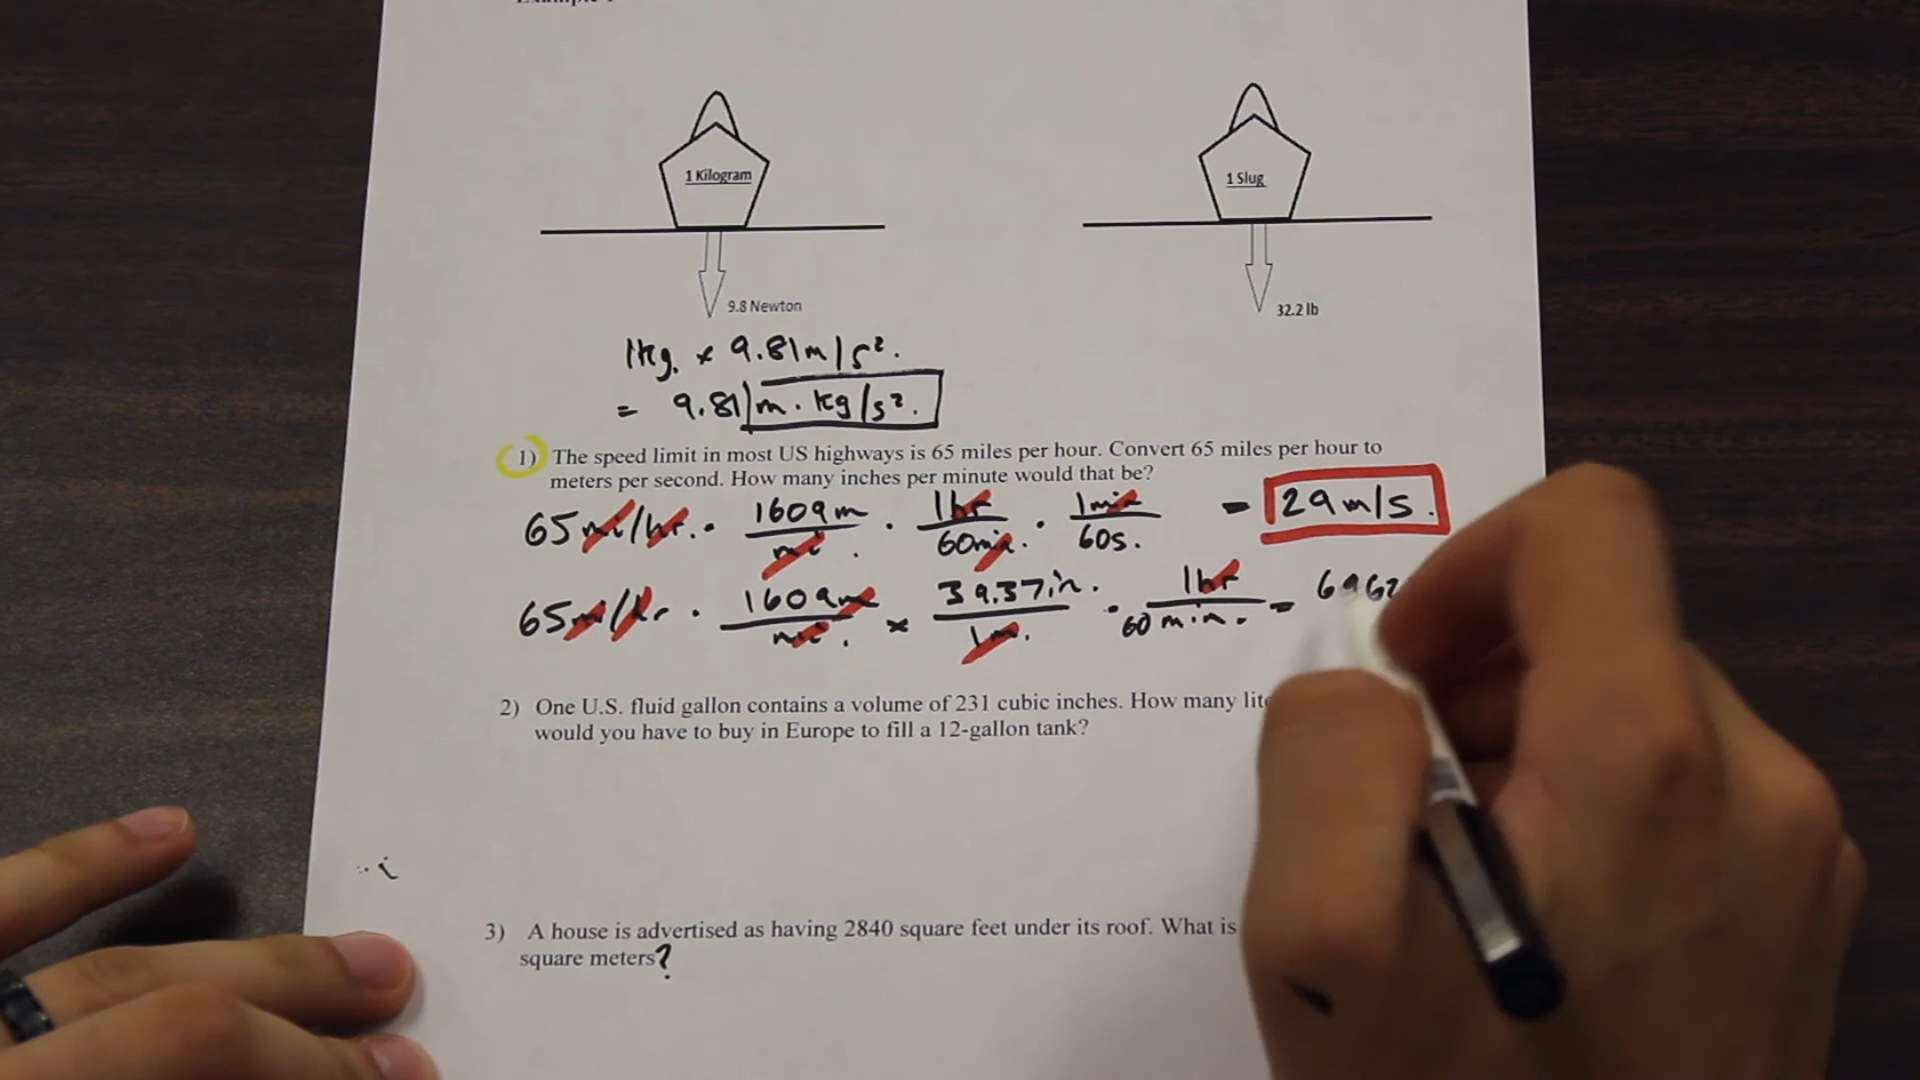 1 Kilogram
1 Slug
9.8 Newton
32.2 lb
1kg. × 9.81m/s².
= 9.81 m. kg/s².
1) The speed limit in most US highways is 65 miles per hour. Convert 65 miles per hour to
meters per second. How many inches per minute would that be?
65mi/hr. · 1609m/mi. · 1hr/60min. · 1min/60s. = 29m/s.
65mi/hr · 1609m/mi. × 39.37in./1m. · 1hr/60 min. =
2) One U.S. fluid gallon contains a volume of 231 cubic inches. How many
would you have to buy in Europe to fill a 12-gallon tank?
3) A house is advertised as having 2840 square feet under its roof. What is
square meters?